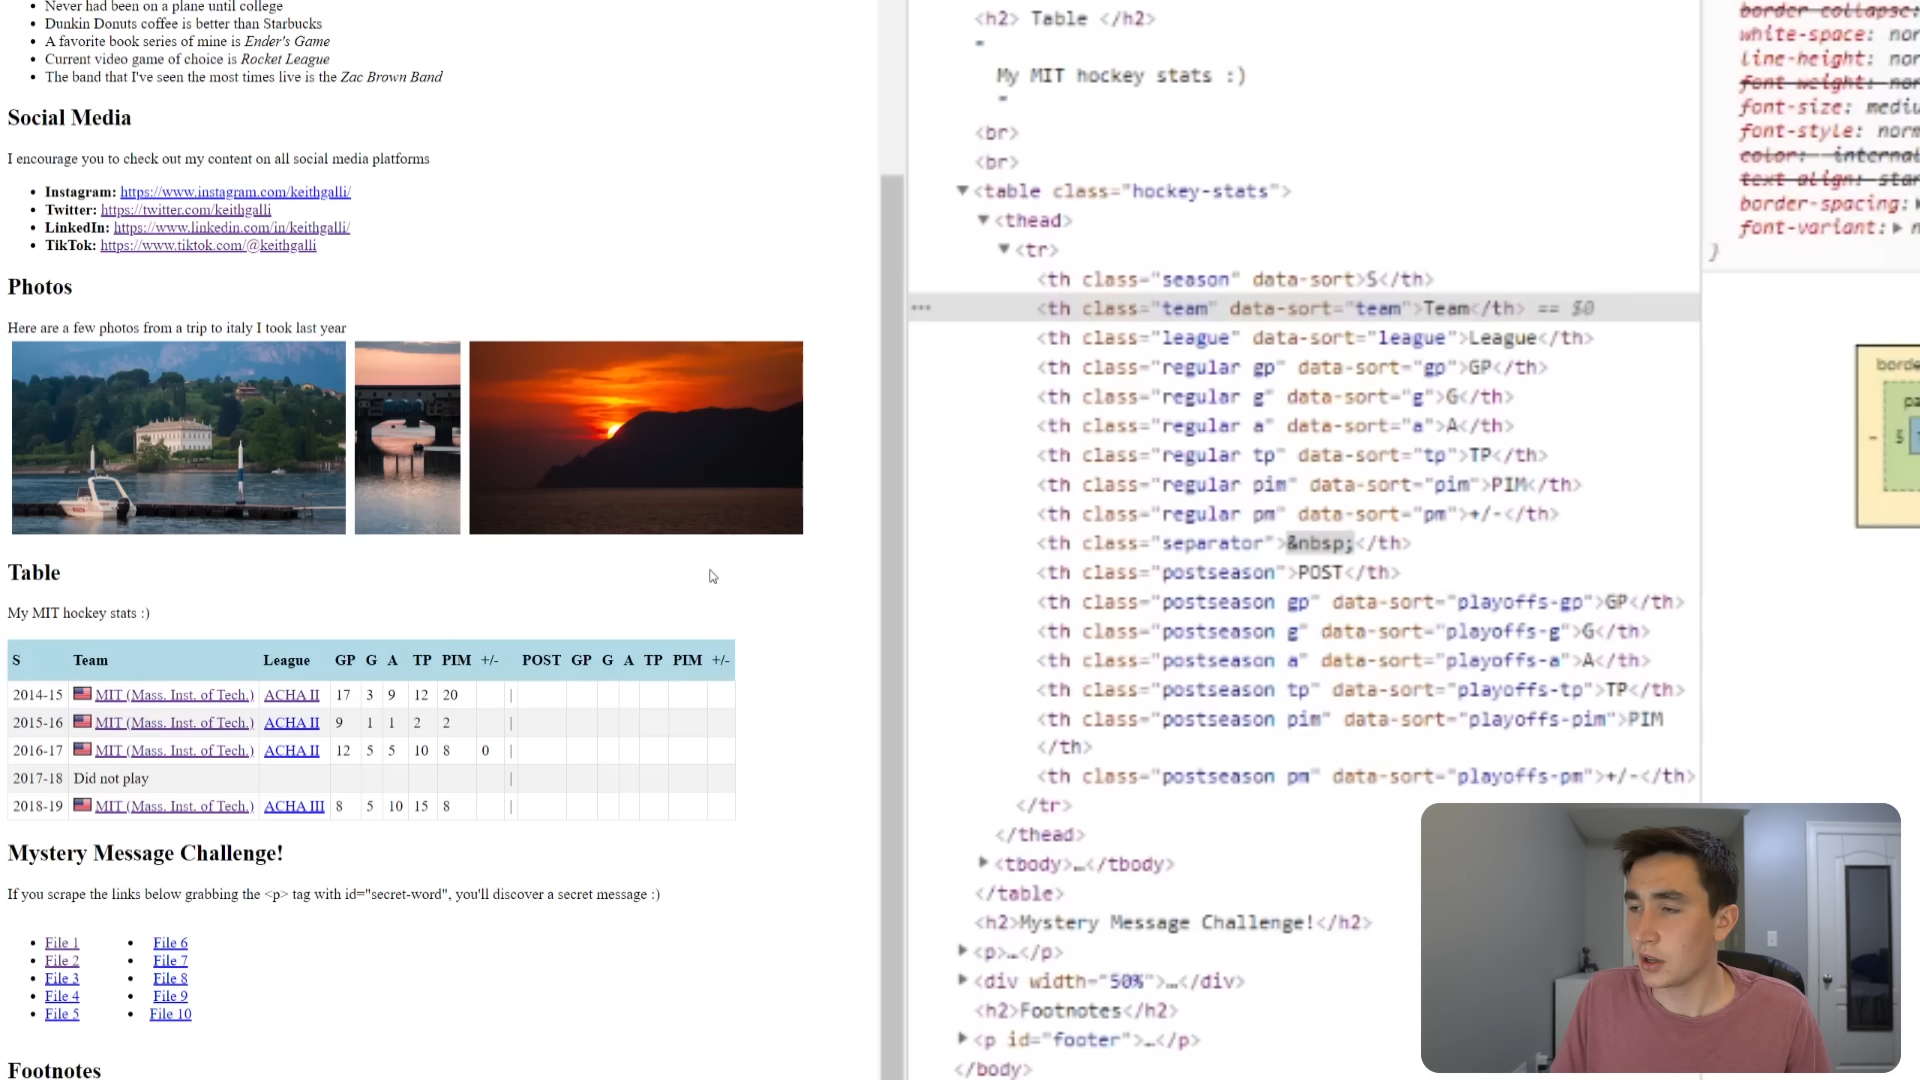 Never had been on a plane until college
Dunkin Donuts coffee is better than Starbucks
A favorite book series of mine is Ender's Game
Current video game of choice is Rocket League
The band that I've seen the most times live is the Zac Brown Band
Social Media
I encourage you to check out my content on all social media platforms
Instagram: https://www.instagram.com/keithgalli/
Twitter: https://twitter.com/keithgalli
LinkedIn: https://www.linkedin.com/in/keithgalli/
TikTok: https://www.tiktok.com/@keithgalli
Photos
Here are a few photos from a trip to italy I took last year
Table
My MIT hockey stats :)
S Team League GP G A TP PIM +/- POST GP G A TP PIM +/-
2014-15 MIT (Mass. Inst. of Tech.) ACHA II 17 3 9 12 20 |
2015-16 MIT (Mass. Inst. of Tech.) ACHA II 9 1 1 2 2 |
2016-17 MIT (Mass. Inst. of Tech.) ACHA II 12 5 5 10 8 0 |
2017-18 Did not play |
2018-19 MIT (Mass. Inst. of Tech.) ACHA III 8 5 10 15 8 |
Mystery Message Challenge!
If you scrape the links below grabbing the <p> tag with id="secret-word", you'll discover a secret message :)
File 1 File 6
File 2 File 7
File 3 File 8
File 4 File 9
File 5 File 10
Footnotes
<h2> Table </h2>
"
My MIT hockey stats :)
"
<br>
<br>
<table class="hockey-stats">
<thead>
<tr>
<th class="season" data-sort>S</th>
<th class="team" data-sort="team">Team</th> == $0
<th class="league" data-sort="league">League</th>
<th class="regular gp" data-sort="gp">GP</th>
<th class="regular g" data-sort="g">G</th>
<th class="regular a" data-sort="a">A</th>
<th class="regular tp" data-sort="tp">TP</th>
<th class="regular pim" data-sort="pim">PIM</th>
<th class="regular pm" data-sort="pm">+/-</th>
<th class="separator">&nbsp;</th>
<th class="postseason">POST</th>
<th class="postseason gp" data-sort="playoffs-gp">GP</th>
<th class="postseason g" data-sort="playoffs-g">G</th>
<th class="postseason a" data-sort="playoffs-a">A</th>
<th class="postseason tp" data-sort="playoffs-tp">TP</th>
<th class="postseason pim" data-sort="playoffs-pim">PIM
</th>
<th class="postseason pm" data-sort="playoffs-pm">+/-</th>
</tr>
</thead>
<tbody>…</tbody>
</table>
<h2>Mystery Message Challenge!</h2>
<p>…</p>
<div width="50%">…</div>
<h2>Footnotes</h2>
<p id="footer">…</p>
</body>
border-collapse:
white-space: nor
line-height: nor
font-weight: nor
font-size: mediu
font-style: norm
color: -internal
text-align: star
border-spacing:
font-variant: n
}
borde
pa
- 5